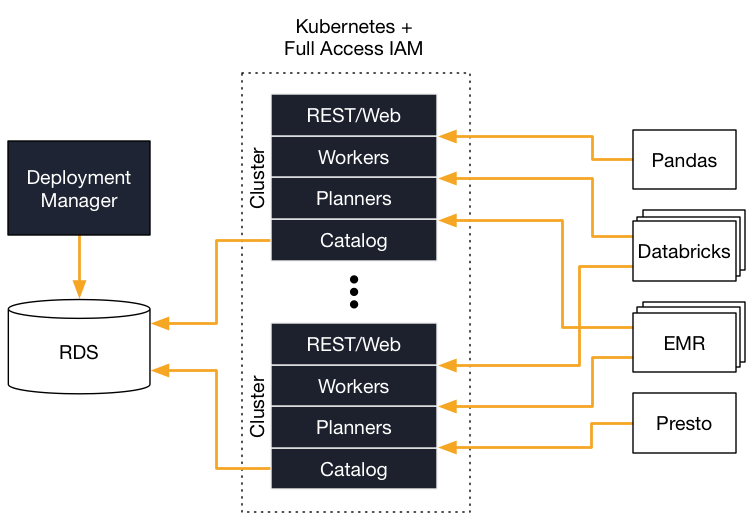 Kubernetes +
Full Access IAM
Deployment
Manager
RDS
Cluster
REST/Web
Workers
Planners
Catalog
Cluster
REST/Web
Workers
Planners
Catalog
Pandas
Databricks
EMR
Presto